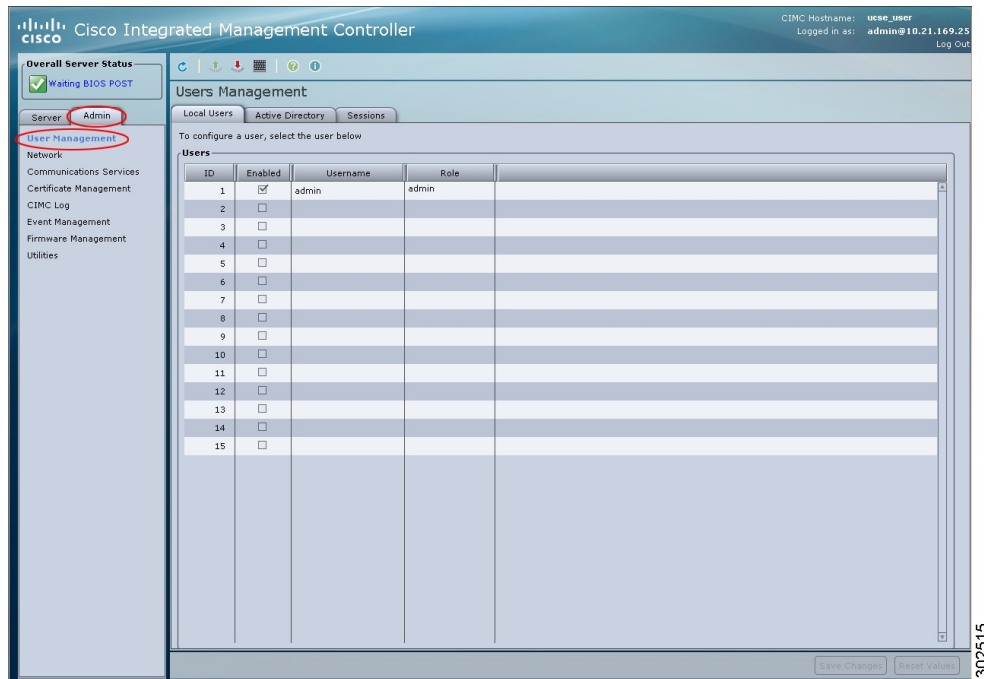 CISCO
Cisco Integrated Management Controller
CIMC Hostname: ucse_user
Logged in as: admin@10.21.169.25
Log Out
Overall Server Status
Waiting BIOS POST
Server Admin
User Management
Network
Communications Services
Certificate Management
CIMC Log
Event Management
Firmware Management
Utilities
Users Management
Local Users Active Directory Sessions
To configure a user, select the user below
Users
ID Enabled Username Role
1 admin admin
2
3
4
5
6
7
8
9
10
11
12
13
14
15
Save Changes Reset Values
302515